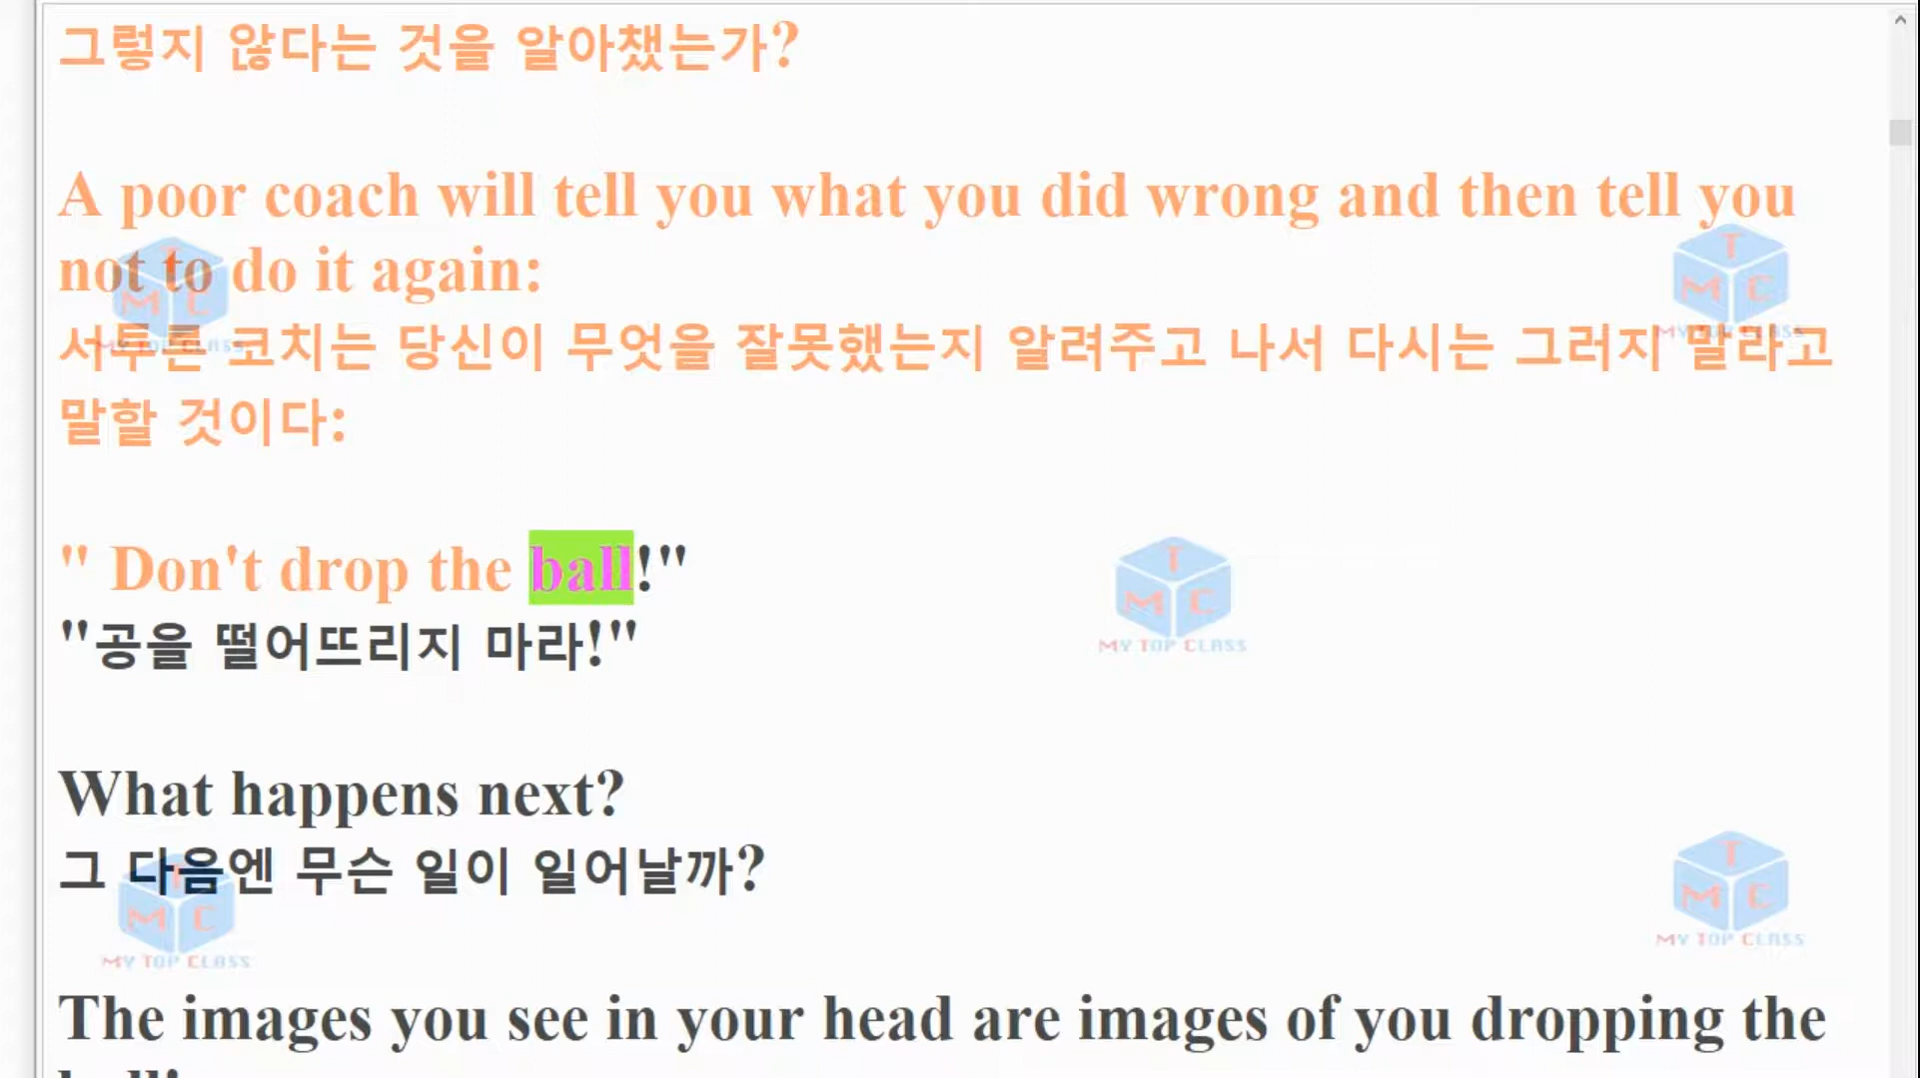 그렇지 않다는 것을 알아챘는가?
A poor coach will tell you what you did wrong and then tell you
not to do it again:
서투른 코치는 당신이 무엇을 잘못했는지 알려주고 나서 다시는 그러지 말라고
말할 것이다:
" Don't drop the ball!"
"공을 떨어뜨리지 마라!"
What happens next?
그 다음엔 무슨 일이 일어날까?
The images you see in your head are images of you dropping the
T
M C
MY TOP CLASS
T
M C
MY TOP CLASS
T
M C
MY TOP CLASS
T
M C
MY TOP CLASS
T
M C
MY TOP CLASS